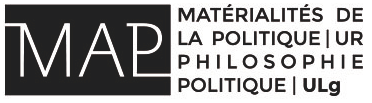 MAP
MATÉRIALITÉS DE
LA POLITIQUE | UR
PHILOSOPHIE
POLITIQUE | ULg